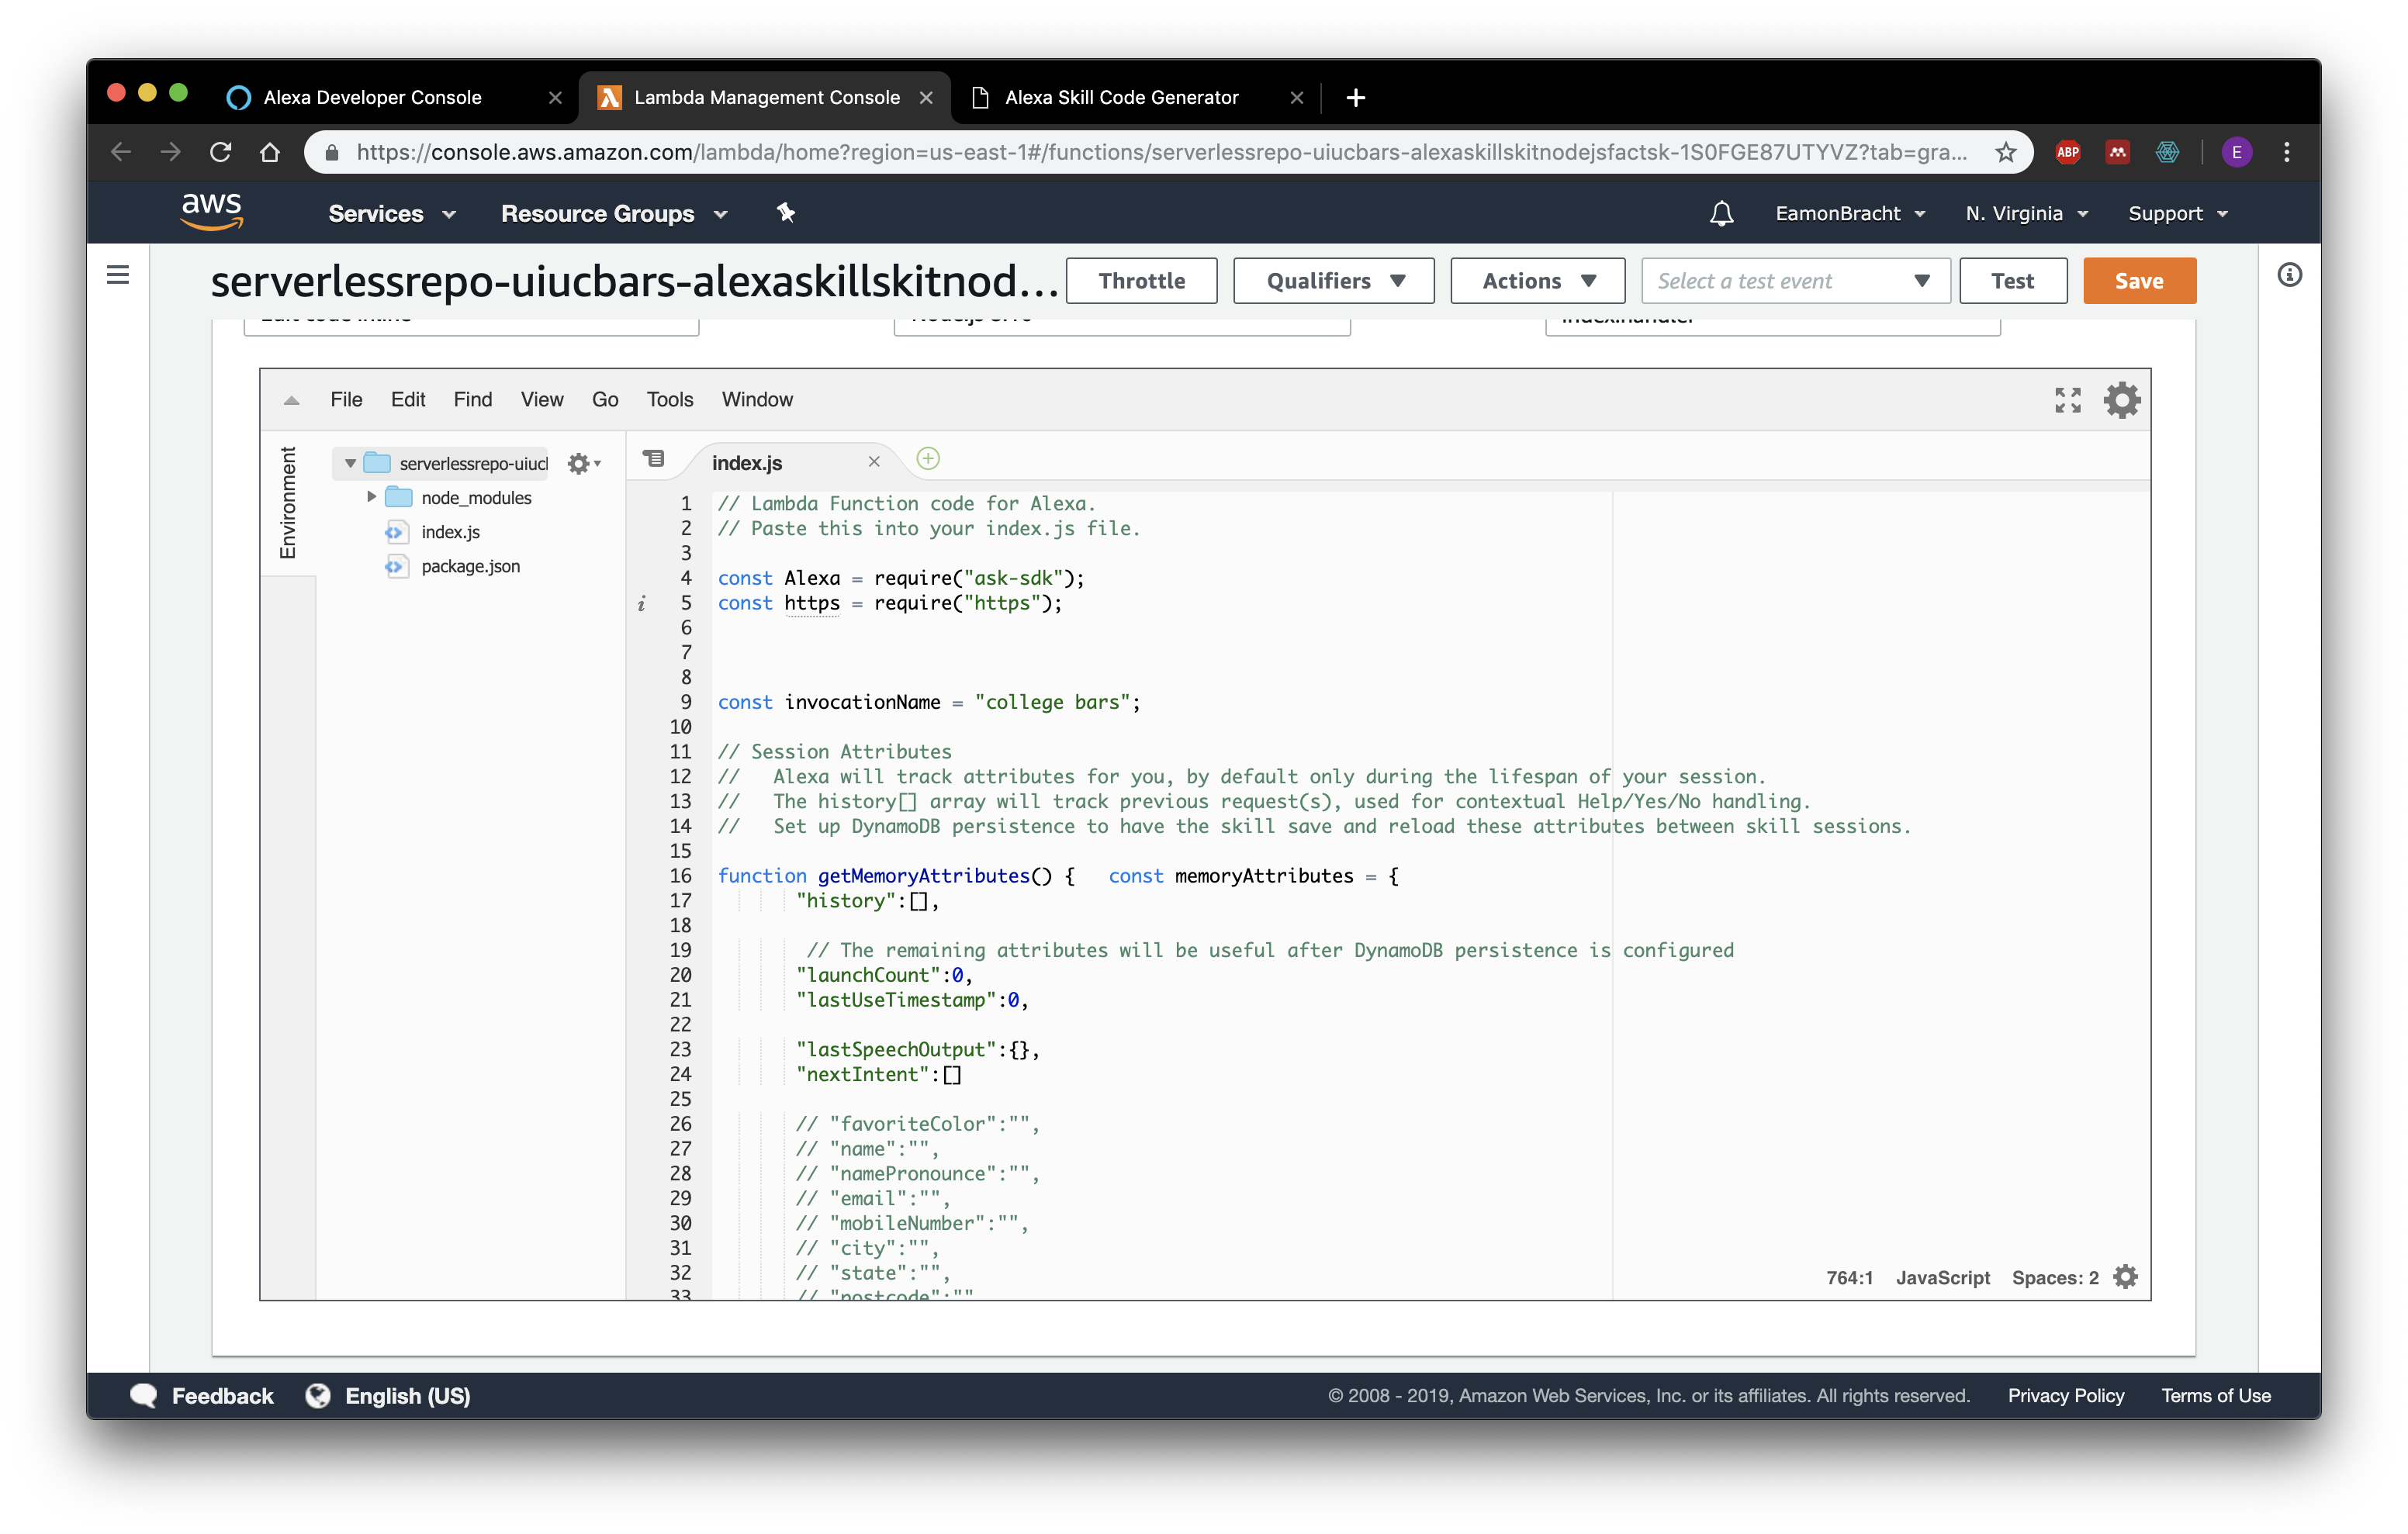 Alexa Developer Console
Lambda Management Console
Alexa Skill Code Generator
https://console.aws.amazon.com/lambda/home?region=us-east-1#/functions/serverlessrepo-uiucbars-alexaskillskitnodejsfactsk-1S0FGE87UTYVZ?tab=gra...
ABP
E
aws
Services
Resource Groups
EamonBracht
N. Virginia
Support
serverlessrepo-uiucbars-alexaskillskitnod...
Throttle
Qualifiers
Actions
Select a test event
Test
Save
Edit code inline
index.handler
File Edit Find View Go Tools Window
Environment
serverlessrepo-uiucl
node_modules
index.js
package.json
index.js
1 // Lambda Function code for Alexa.
2 // Paste this into your index.js file.
3
4 const Alexa = require("ask-sdk");
i 5 const https = require("https");
6
7
8
9 const invocationName = "college bars";
10
11 // Session Attributes
12 //   Alexa will track attributes for you, by default only during the lifespan of your session.
13 //   The history[] array will track previous request(s), used for contextual Help/Yes/No handling.
14 //   Set up DynamoDB persistence to have the skill save and reload these attributes between skill sessions.
15
16 function getMemoryAttributes() {   const memoryAttributes = {
17        "history":[],
18
19         // The remaining attributes will be useful after DynamoDB persistence is configured
20        "launchCount":0,
21        "lastUseTimestamp":0,
22
23        "lastSpeechOutput":{},
24        "nextIntent":[]
25
26        // "favoriteColor":"",
27        // "name":"",
28        // "namePronounce":"",
29        // "email":"",
30        // "mobileNumber":"",
31        // "city":"",
32        // "state":"",
33        // "postcode":""
764:1 JavaScript Spaces: 2
Feedback
English (US)
© 2008 - 2019, Amazon Web Services, Inc. or its affiliates. All rights reserved.
Privacy Policy
Terms of Use